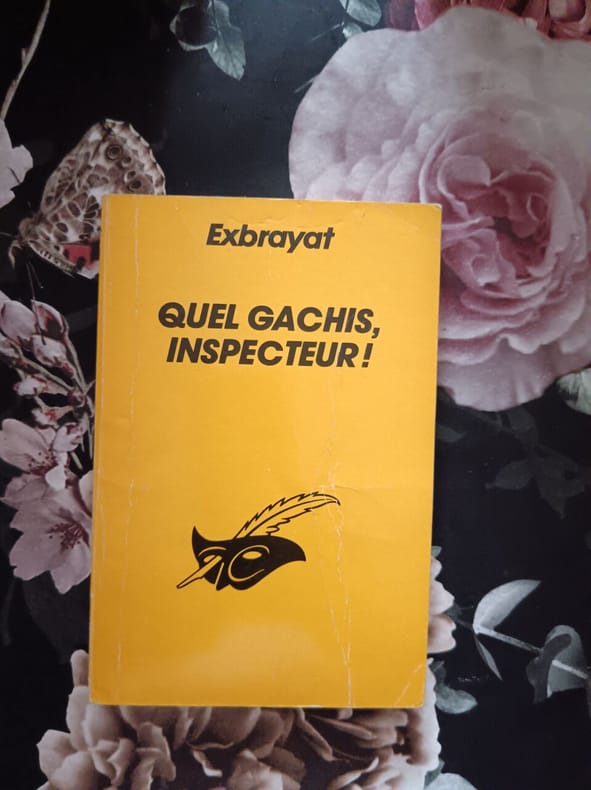 Exbrayat
QUEL GACHIS,
INSPECTEUR!